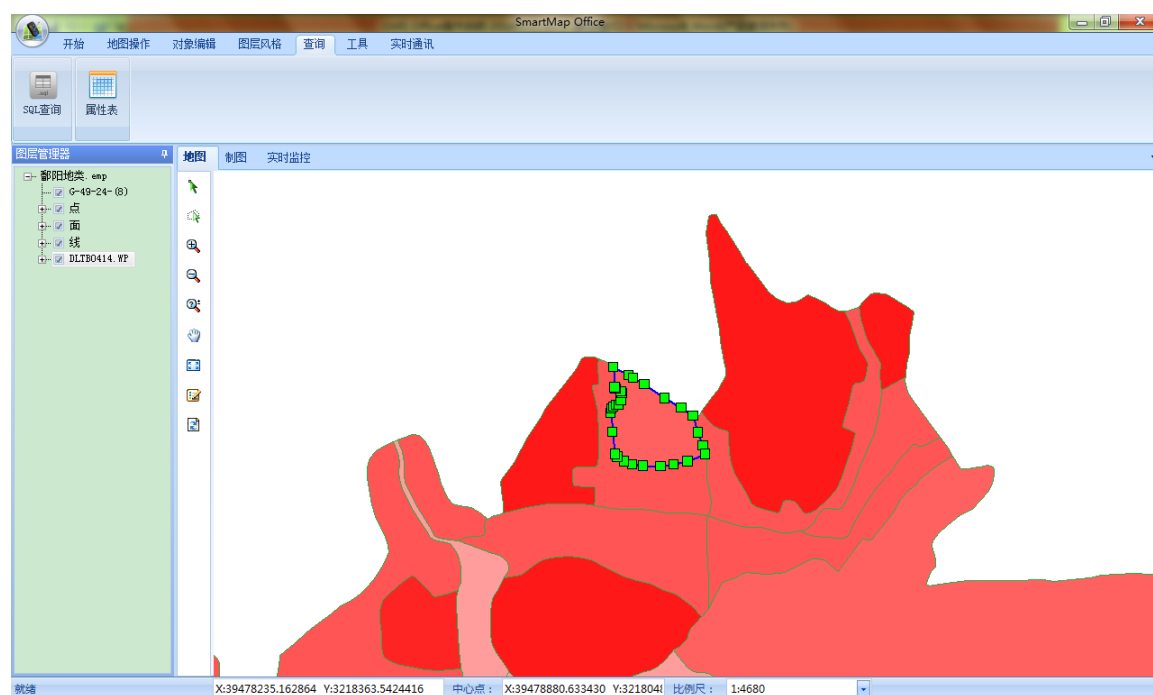 SmartMap Office
开始 地图操作 对象编辑 图层风格 查询 工具 实时通讯
SQL查询 属性表
图层管理器
地图 制图 实时监控
鄱阳地类.emp
G-49-24-(8)
点
面
线
DLTB0414.WP
就绪 X:39478235.162864 Y:3218363.5424416 中心点： X:39478880.633430 Y:321804 比例尺： 1:4680